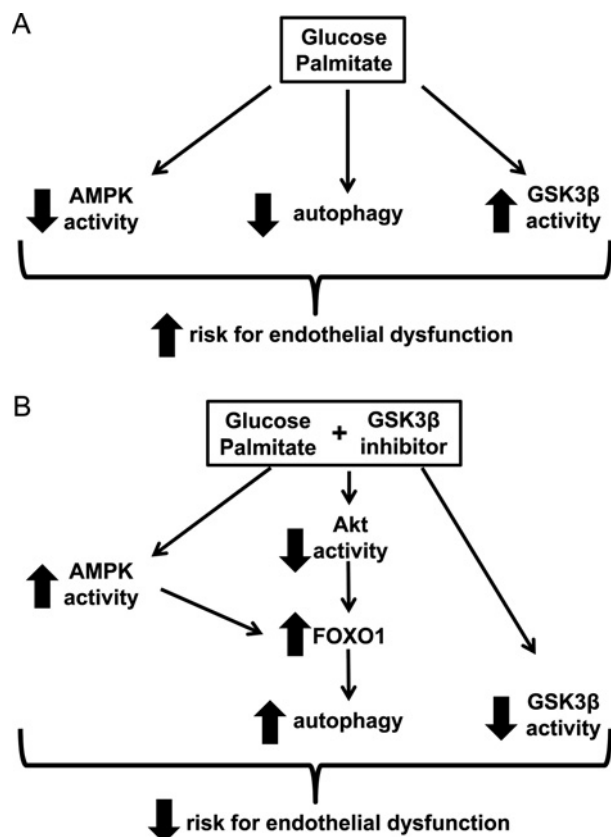 A
Glucose
Palmitate
AMPK
activity
autophagy
GSK3β
activity
risk for endothelial dysfunction
B
Glucose
Palmitate
+
GSK3β
inhibitor
Akt
activity
AMPK
activity
FOXO1
autophagy
GSK3β
activity
risk for endothelial dysfunction